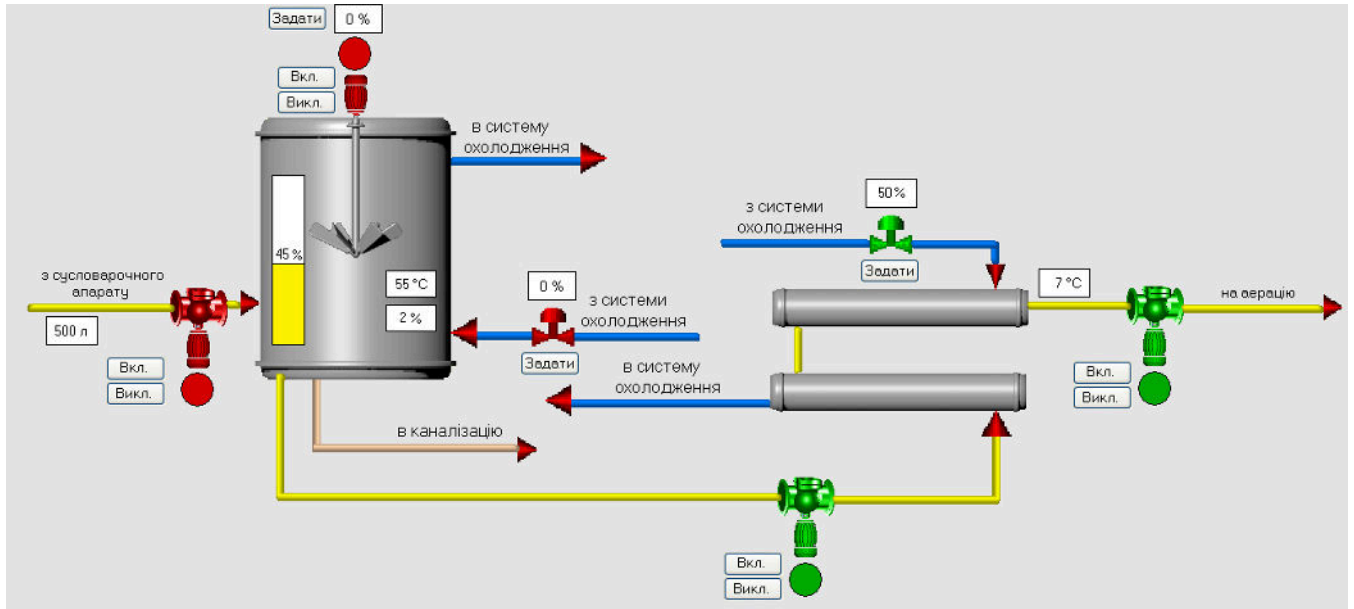 Задати
0 %
Вкл.
Викл.
в систему
охолодження
45 %
55 °C
2 %
з сусловарочного
апарату
500 л
Вкл.
Викл.
0 %
з системи
охолодження
Задати
в систему
охолодження
в каналізацію
50%
з системи
охолодження
Задати
7 °C
на аерацію
Вкл.
Викл.
Вкл.
Викл.